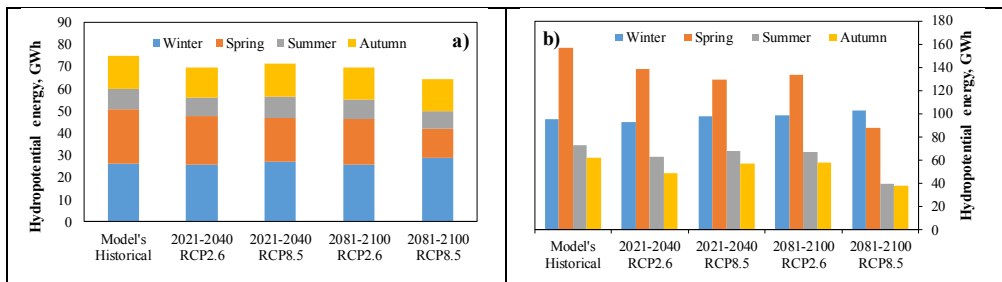 a)
Winter Spring Summer Autumn
Hydropotential energy, GWh
90
80
70
60
50
40
30
20
10
0
Model's Historical
2021-2040 RCP2.6
2021-2040 RCP8.5
2081-2100 RCP2.6
2081-2100 RCP8.5
b)
Winter Spring Summer Autumn
180
160
140
120
100
80
60
40
20
0
Hydropotential energy, GWh
Model's Historical
2021-2040 RCP2.6
2021-2040 RCP8.5
2081-2100 RCP2.6
2081-2100 RCP8.5